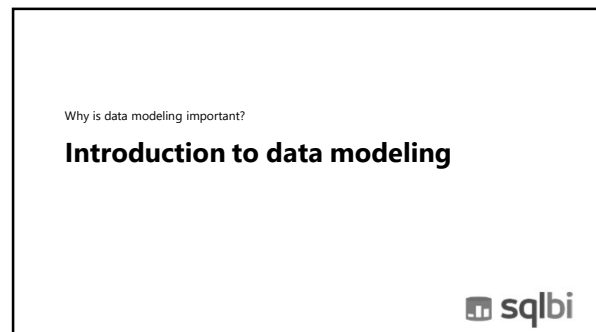 Why is data modeling important?
Introduction to data modeling
sqlbi